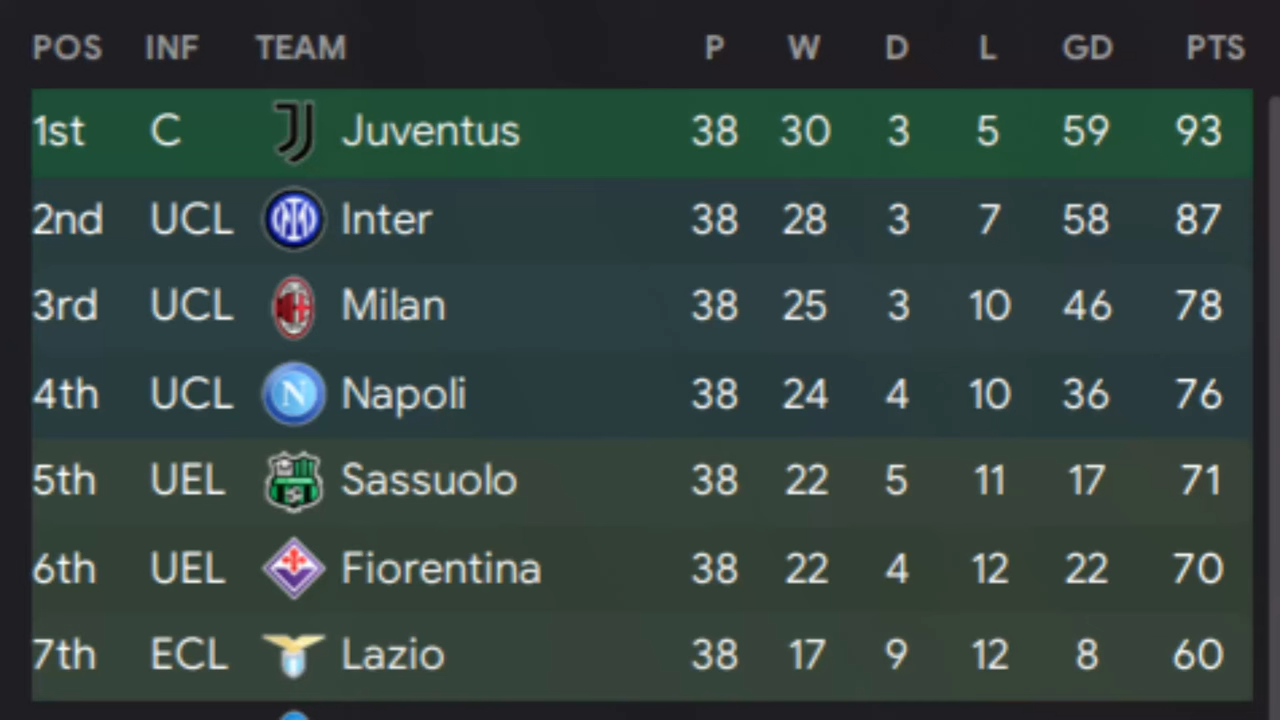 POS INF TEAM P W D L GD PTS
1st C Juventus 38 30 3 5 59 93
2nd UCL Inter 38 28 3 7 58 87
3rd UCL Milan 38 25 3 10 46 78
4th UCL N Napoli 38 24 4 10 36 76
5th UEL Sassuolo 38 22 5 11 17 71
6th UEL Fiorentina 38 22 4 12 22 70
7th ECL Lazio 38 17 9 12 8 60